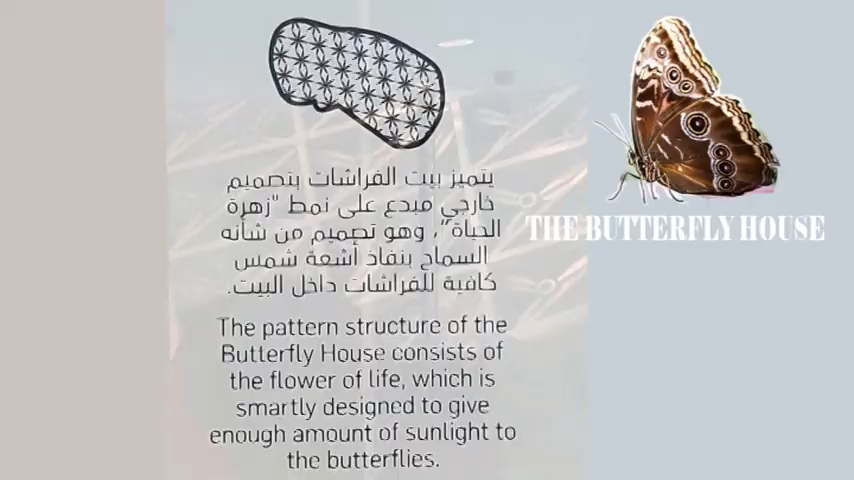 يتميز بيت الفراشات بتصميم
خارجي مبدع على نمط "زهرة
الحياة"، وهو تصميم من شأنه
السماح بنفاذ أشعة شمس
كافية للفراشات داخل البيت.
The pattern structure of the
Butterfly House consists of
the flower of life, which is
smartly designed to give
enough amount of sunlight to
the butterflies.
THE BUTTERFLY HOUSE